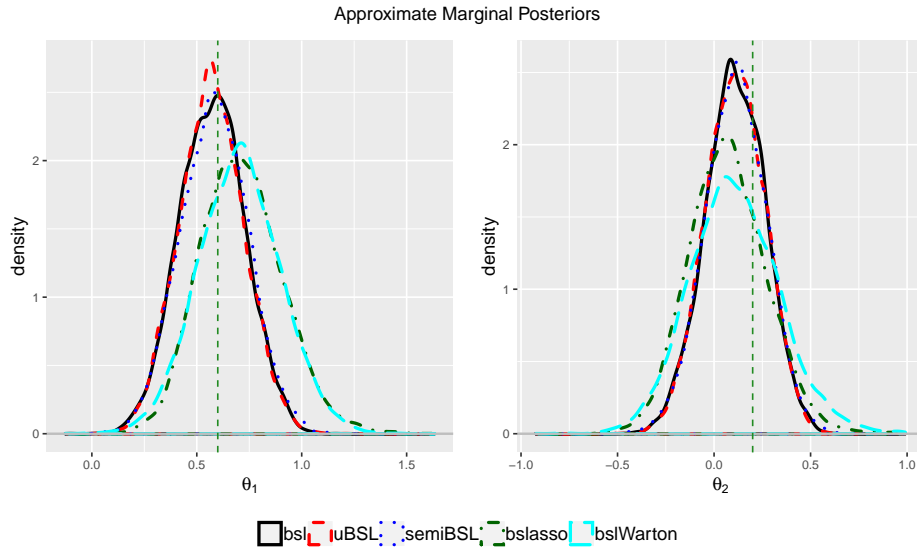 Approximate Marginal Posteriors
density
2
1
0
0.0 0.5 1.0 1.5
θ1
density
2
1
0
−1.0 −0.5 0.0 0.5 1.0
θ2
bsl uBSL semiBSL bslasso bslWarton